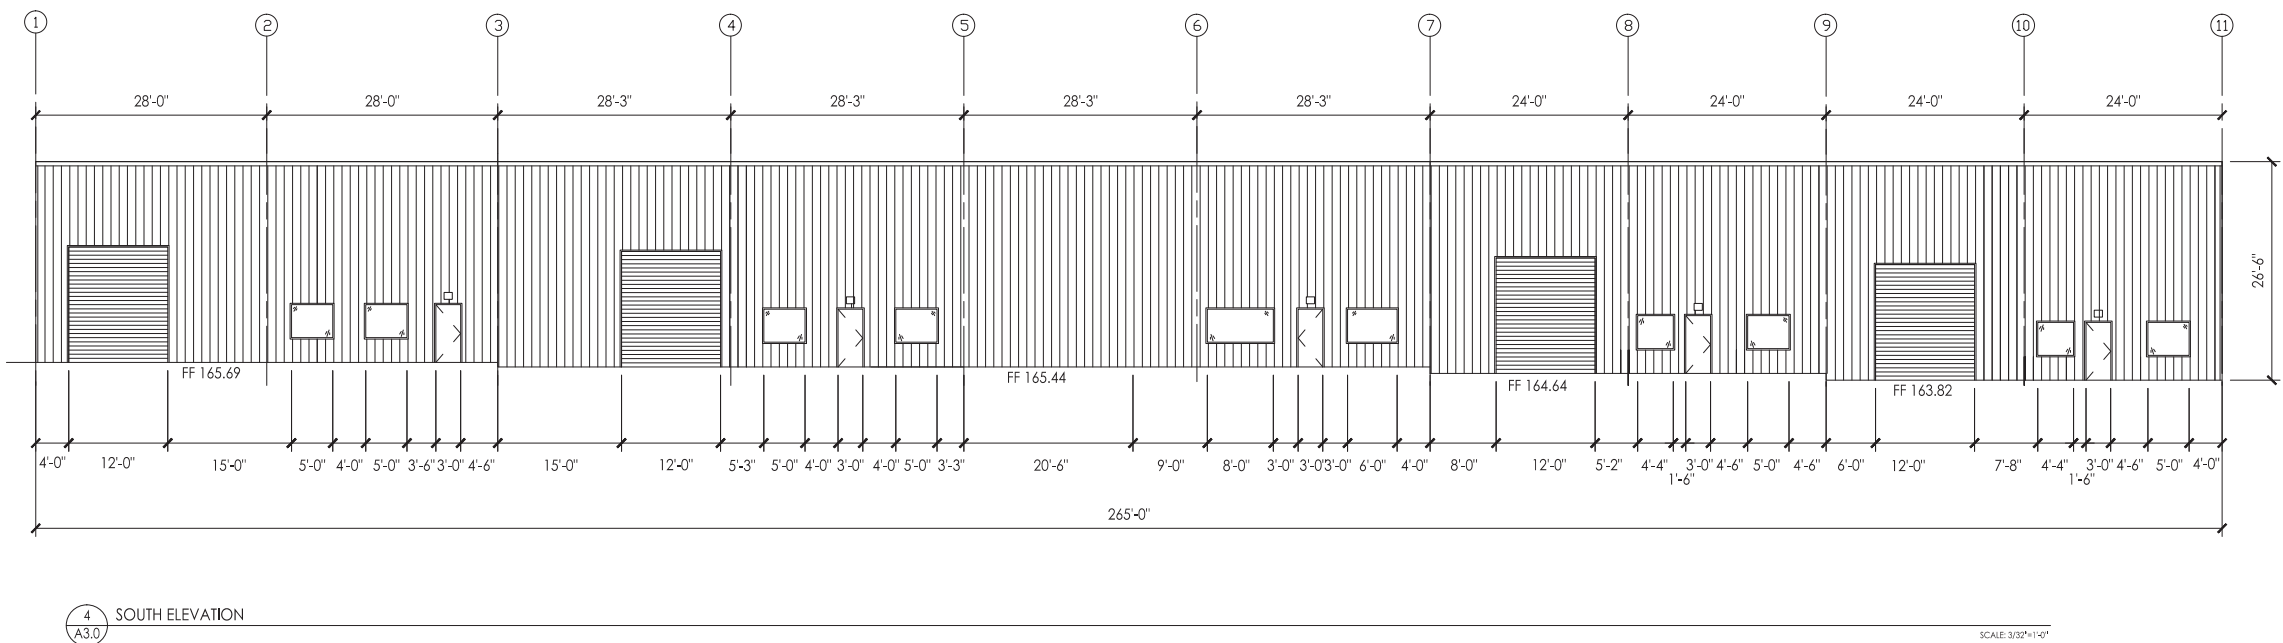 1 2 3 4 5 6 7 8 9 10 11
28'-0" 28'-0" 28'-3" 28'-3" 28'-3" 28'-3" 24'-0" 24'-0" 24'-0" 24'-0"
26'-6"
FF 165.69 FF 165.44 FF 164.64 FF 163.82
4'-0" 12'-0" 15'-0" 5'-0" 4'-0" 5'-0" 3'-6" 3'-0" 4'-6" 15'-0" 12'-0" 5'-3" 5'-0" 4'-0" 3'-0" 4'-0" 5'-0" 3'-3" 20'-6" 9'-0" 8'-0" 3'-0" 3'-0" 3'-0" 6'-0" 4'-0" 8'-0" 12'-0" 5'-2" 4'-4" 3'-0" 4'-6" 5'-0" 4'-6" 6'-0" 12'-0" 7'-8" 4'-4" 3'-0" 4'-6" 5'-0" 4'-0"
1'-6" 1'-6"
265'-0"
4 SOUTH ELEVATION
A3.0
SCALE: 3/32"=1'-0"